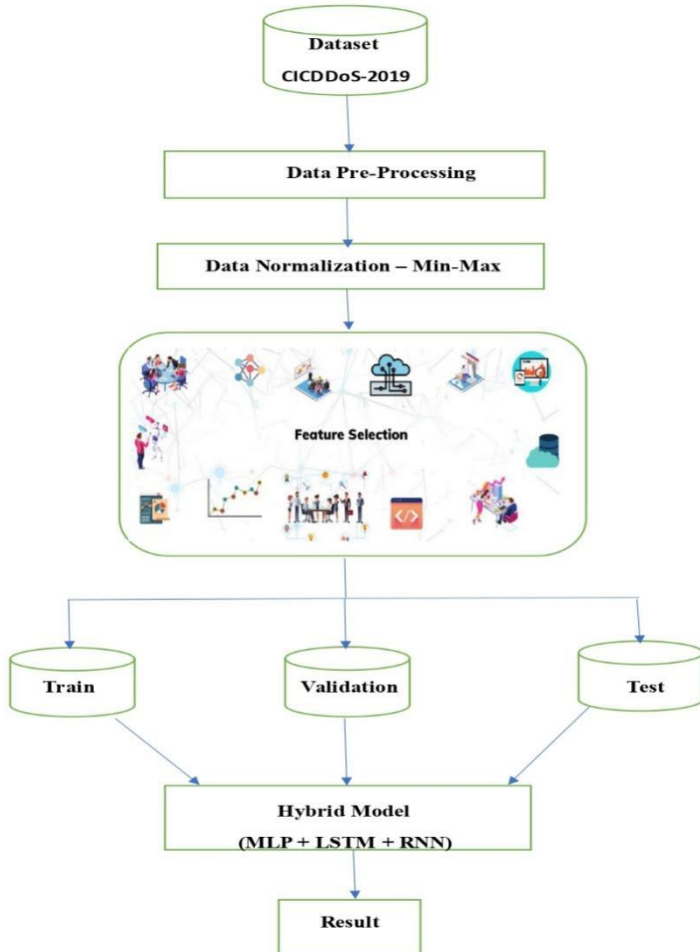 Dataset
CICDDoS-2019
Data Pre-Processing
Data Normalization – Min-Max
Feature Selection
</>
Train
Validation
Test
Hybrid Model
(MLP + LSTM + RNN)
Result